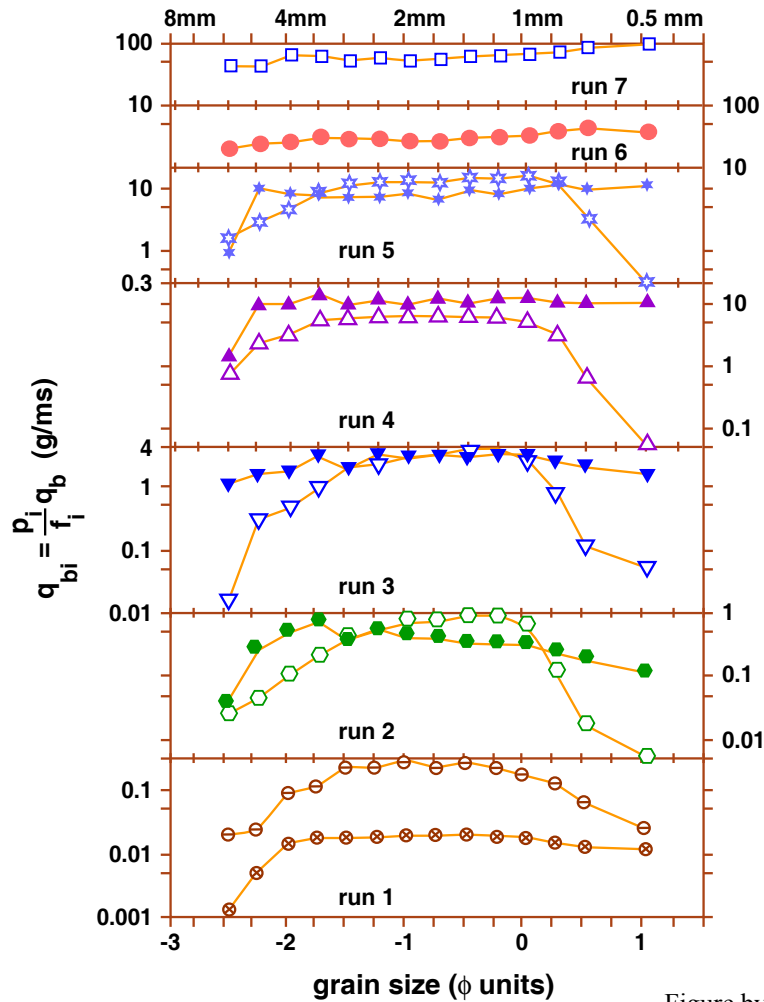 8mm 4mm 2mm 1mm 0.5 mm
100
run 7
10 100
run 6
10
10
run 5
1
0.3 10
1
run 4
0.1
4
1
0.1
run 3
0.01 1
0.1
run 2
0.01
0.1
0.01
run 1
0.001
-3 -2 -1 0 1
grain size (ϕ units)
q_bi = p_i/f_i q_b (g/ms)
Figure by